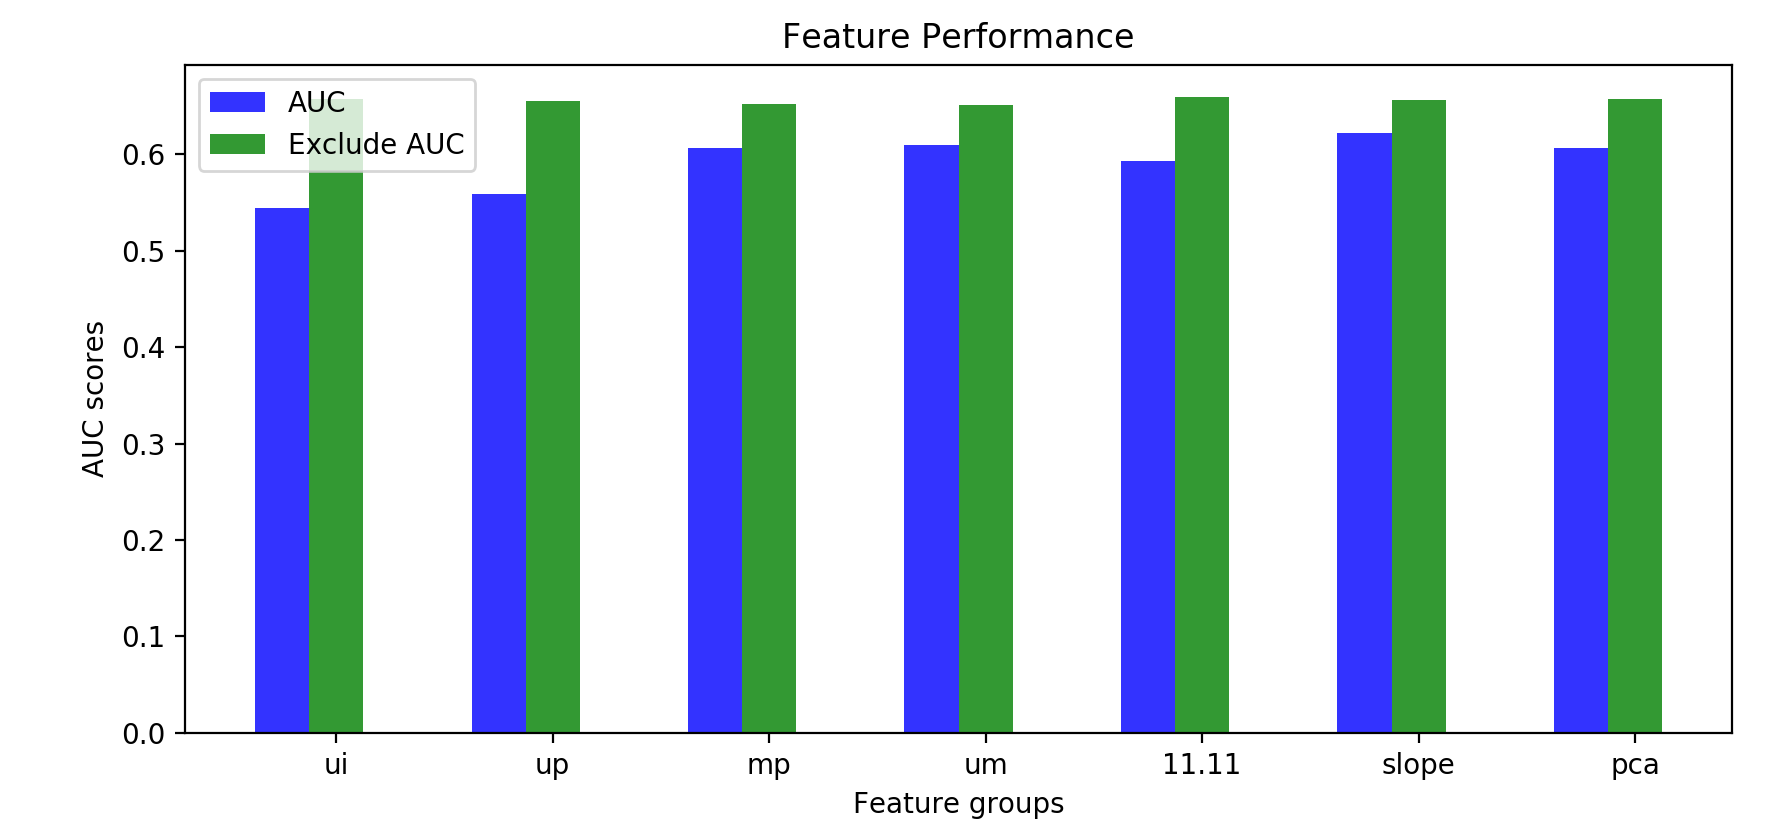 Feature Performance
AUC
Exclude AUC
AUC scores
0.6
0.5
0.4
0.3
0.2
0.1
0.0
ui up mp um 11.11 slope pca
Feature groups